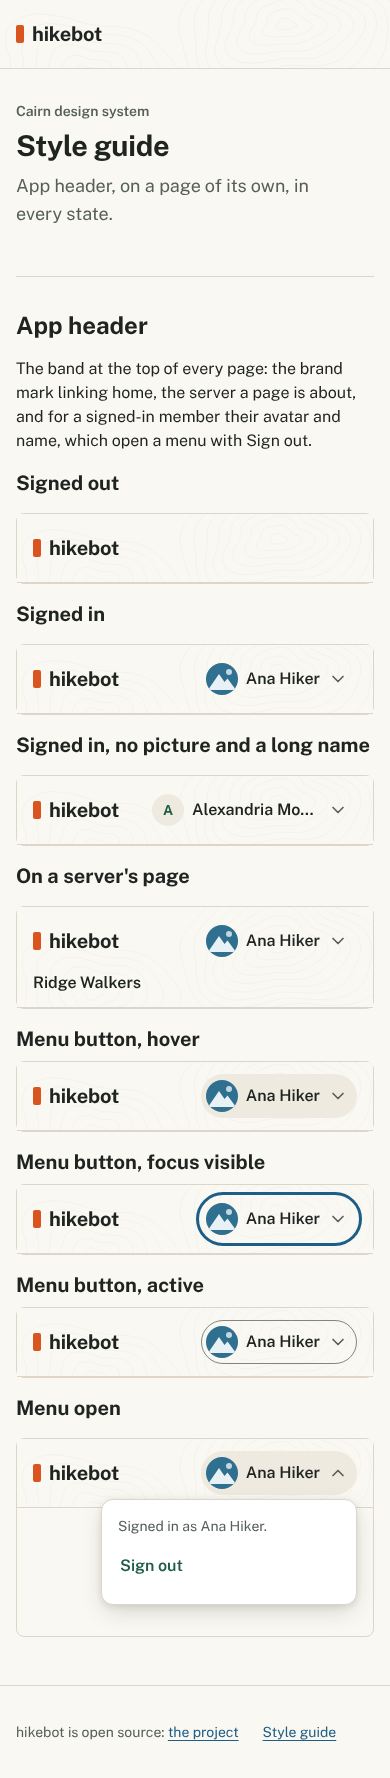 hikebot
Cairn design system
Style guide
App header, on a page of its own, in
every state.
App header
The band at the top of every page: the brand
mark linking home, the server a page is about,
and for a signed-in member their avatar and
name, which open a menu with Sign out.
Signed out
hikebot
Signed in
hikebot Ana Hiker
Signed in, no picture and a long name
hikebot A Alexandria Mo...
On a server's page
hikebot Ana Hiker
Ridge Walkers
Menu button, hover
hikebot Ana Hiker
Menu button, focus visible
hikebot Ana Hiker
Menu button, active
hikebot Ana Hiker
Menu open
hikebot Ana Hiker
Signed in as Ana Hiker.
Sign out
hikebot is open source: the project Style guide